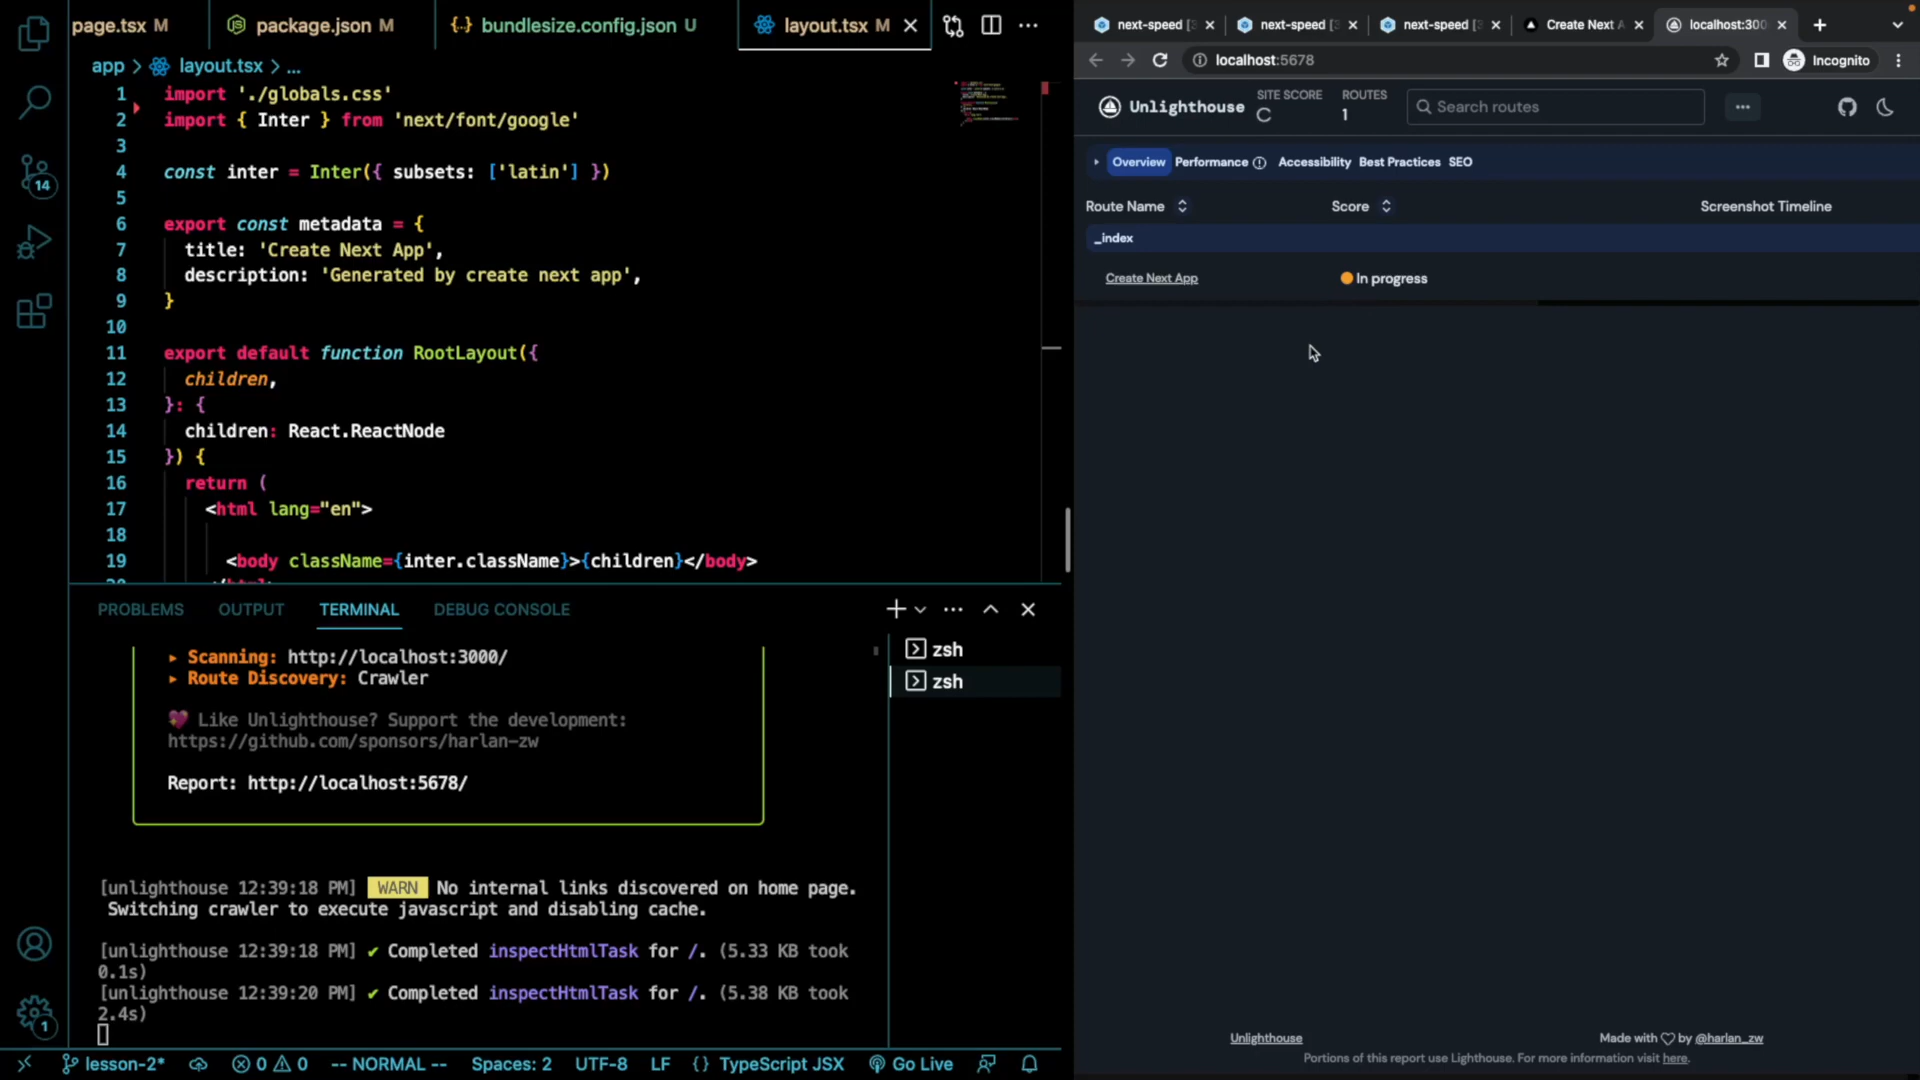 page.tsx M
package.json M
{..} bundlesize.config.json U
layout.tsx M
app > layout.tsx > ...
1 import './globals.css'
2 import { Inter } from 'next/font/google'
3
4 const inter = Inter({ subsets: ['latin'] })
5
6 export const metadata = {
7 title: 'Create Next App',
8 description: 'Generated by create next app',
9 }
10
11 export default function RootLayout({
12 children,
13 }: {
14 children: React.ReactNode
15 }) {
16 return (
17 <html lang="en">
18
19 <body className={inter.className}>{children}</body>
14
1
PROBLEMS OUTPUT TERMINAL DEBUG CONSOLE
zsh
zsh
▸ Scanning: http://localhost:3000/
▸ Route Discovery: Crawler
💖 Like Unlighthouse? Support the development:
https://github.com/sponsors/harlan-zw
Report: http://localhost:5678/
[unlighthouse 12:39:18 PM] WARN No internal links discovered on home page.
Switching crawler to execute javascript and disabling cache.
[unlighthouse 12:39:18 PM] ✔ Completed inspectHtmlTask for /. (5.33 KB took
0.1s)
[unlighthouse 12:39:20 PM] ✔ Completed inspectHtmlTask for /. (5.38 KB took
2.4s)
lesson-2* 0 0 -- NORMAL -- Spaces: 2 UTF-8 LF {} TypeScript JSX Go Live
next-speed [
next-speed [
next-speed [
Create Next A
localhost:300
localhost:5678
Incognito
Unlighthouse
SITE SCORE
C
ROUTES
1
Search routes
Overview Performance Accessibility Best Practices SEO
Route Name Score Screenshot Timeline
_index
Create Next App In progress
Unlighthouse
Made with ♡ by @harlan_zw
Portions of this report use Lighthouse. For more information visit here.